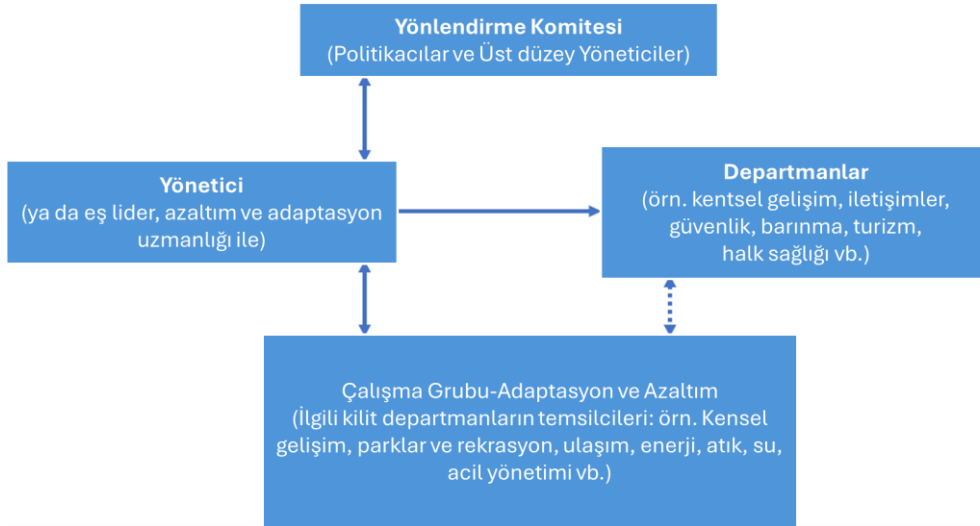 Yönlendirme Komitesi
(Politikacılar ve Üst düzey Yöneticiler)
Yönetici
(ya da eş lider, azaltım ve adaptasyon
uzmanlığı ile)
Departmanlar
(örn. kentsel gelişim, iletişimler,
güvenlik, barınma, turizm,
halk sağlığı vb.)
Çalışma Grubu-Adaptasyon ve Azaltım
(İlgili kilit departmanların temsilcileri: örn. Kensel
gelişim, parklar ve rekrasyon, ulaşım, enerji, atık, su,
acil yönetimi vb.)